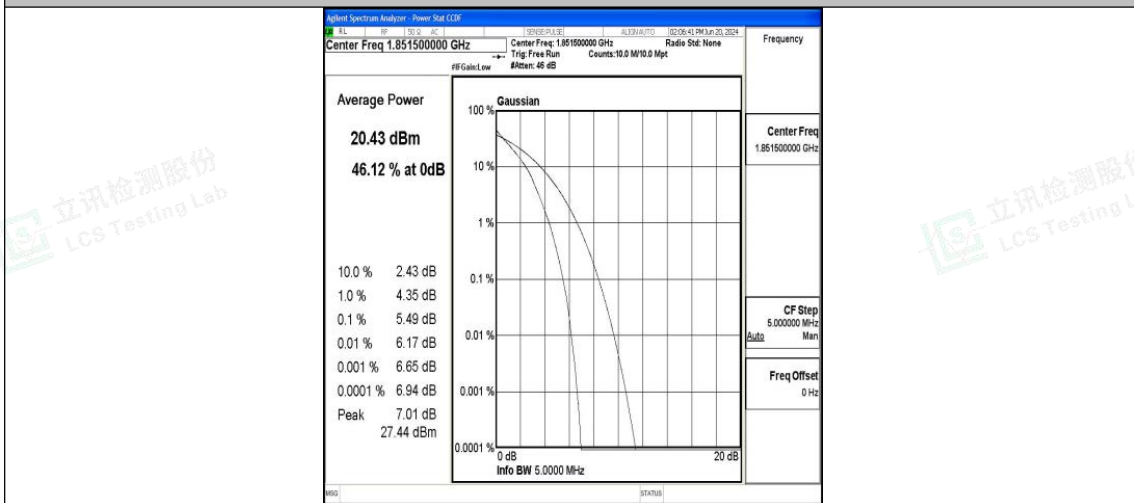 Agilent Spectrum Analyzer - Power Stat CCDF
RL RF 50 Ω AC SENSE:PULSE ALIGNAUTO 02:06:41 PM Jun 20, 2024
Center Freq 1.851500000 GHz
Center Freq: 1.851500000 GHz Radio Std: None
Trig: Free Run Counts:10.0 M/10.0 Mpt
#IFGain:Low #Atten: 46 dB
Frequency
Average Power
20.43 dBm
46.12 % at 0dB
10.0 % 2.43 dB
1.0 % 4.35 dB
0.1 % 5.49 dB
0.01 % 6.17 dB
0.001 % 6.65 dB
0.0001 % 6.94 dB
Peak 7.01 dB
27.44 dBm
Gaussian
100 %
10 %
1 %
0.1 %
0.01 %
0.001 %
0.0001 %
0 dB 20 dB
Info BW 5.0000 MHz
Center Freq
1.851500000 GHz
CF Step
5.000000 MHz
Auto Man
Freq Offset
0 Hz
MSG STATUS
立讯检测股份
LCS Testing Lab
立讯检测股份
LCS Testing L